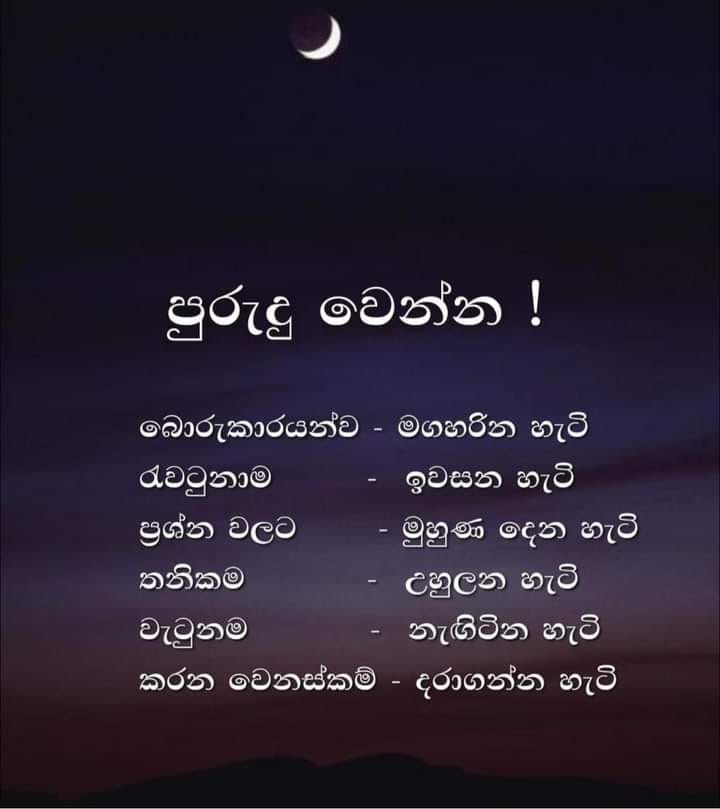 පුරුදු වෙන්න !
බොරුකාරයන්ව - මගහරින හැටි
රැවටුනාම - ඉවසන හැටි
ප්‍රශ්න වලට - මුහුණ දෙන හැටි
තනිකම - උහුලන හැටි
වැටුනම - නැඟිටින හැටි
කරන වෙනස්කම් - දරාගන්න හැටි